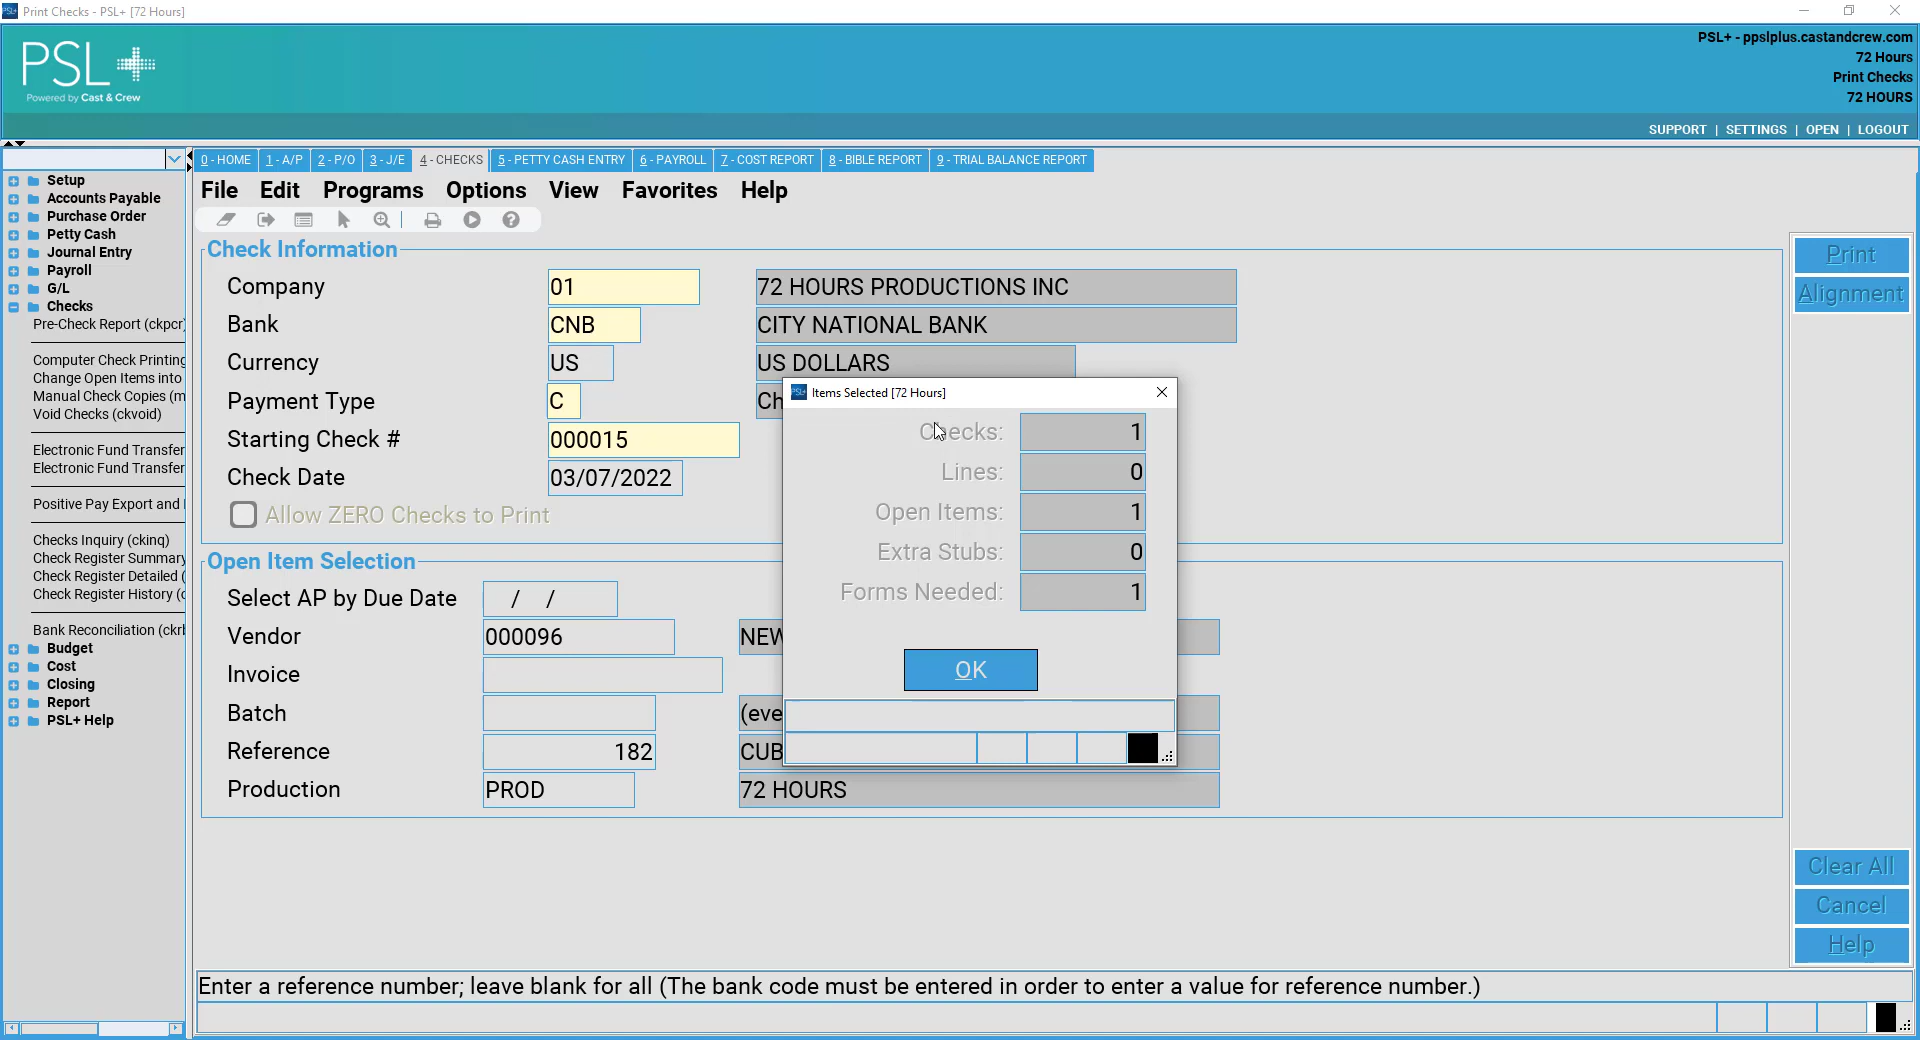 Print Checks - PSL+ [72 Hours]
PSL+
Powered by Cast & Crew
PSL+ - ppslplus.castandcrew.com
72 Hours
Print Checks
72 HOURS
SUPPORT | SETTINGS | OPEN | LOGOUT
0 - HOME
1 - A/P
2 - P/O
3 - J/E
4 - CHECKS
5 - PETTY CASH ENTRY
6 - PAYROLL
7 - COST REPORT
8 - BIBLE REPORT
9 - TRIAL BALANCE REPORT
File Edit Programs Options View Favorites Help
Setup
Accounts Payable
Purchase Order
Petty Cash
Journal Entry
Payroll
G/L
Checks
Pre-Check Report (ckpcr)
Computer Check Printing
Change Open Items into
Manual Check Copies (m
Void Checks (ckvoid)
Electronic Fund Transfer
Electronic Fund Transfer
Positive Pay Export and
Checks Inquiry (ckinq)
Check Register Summary
Check Register Detailed (
Check Register History (c
Bank Reconciliation (ckr
Budget
Cost
Closing
Report
PSL+ Help
Check Information
Company 01 72 HOURS PRODUCTIONS INC
Bank CNB CITY NATIONAL BANK
Currency US US DOLLARS
Payment Type C Ch
Starting Check # 000015
Check Date 03/07/2022
Allow ZERO Checks to Print
Open Item Selection
Select AP by Due Date / /
Vendor 000096 NEW
Invoice
Batch (eve
Reference 182 CUB
Production PROD 72 HOURS
Items Selected [72 Hours]
Checks: 1
Lines: 0
Open Items: 1
Extra Stubs: 0
Forms Needed: 1
OK
Print
Alignment
Clear All
Cancel
Help
Enter a reference number; leave blank for all (The bank code must be entered in order to enter a value for reference number.)